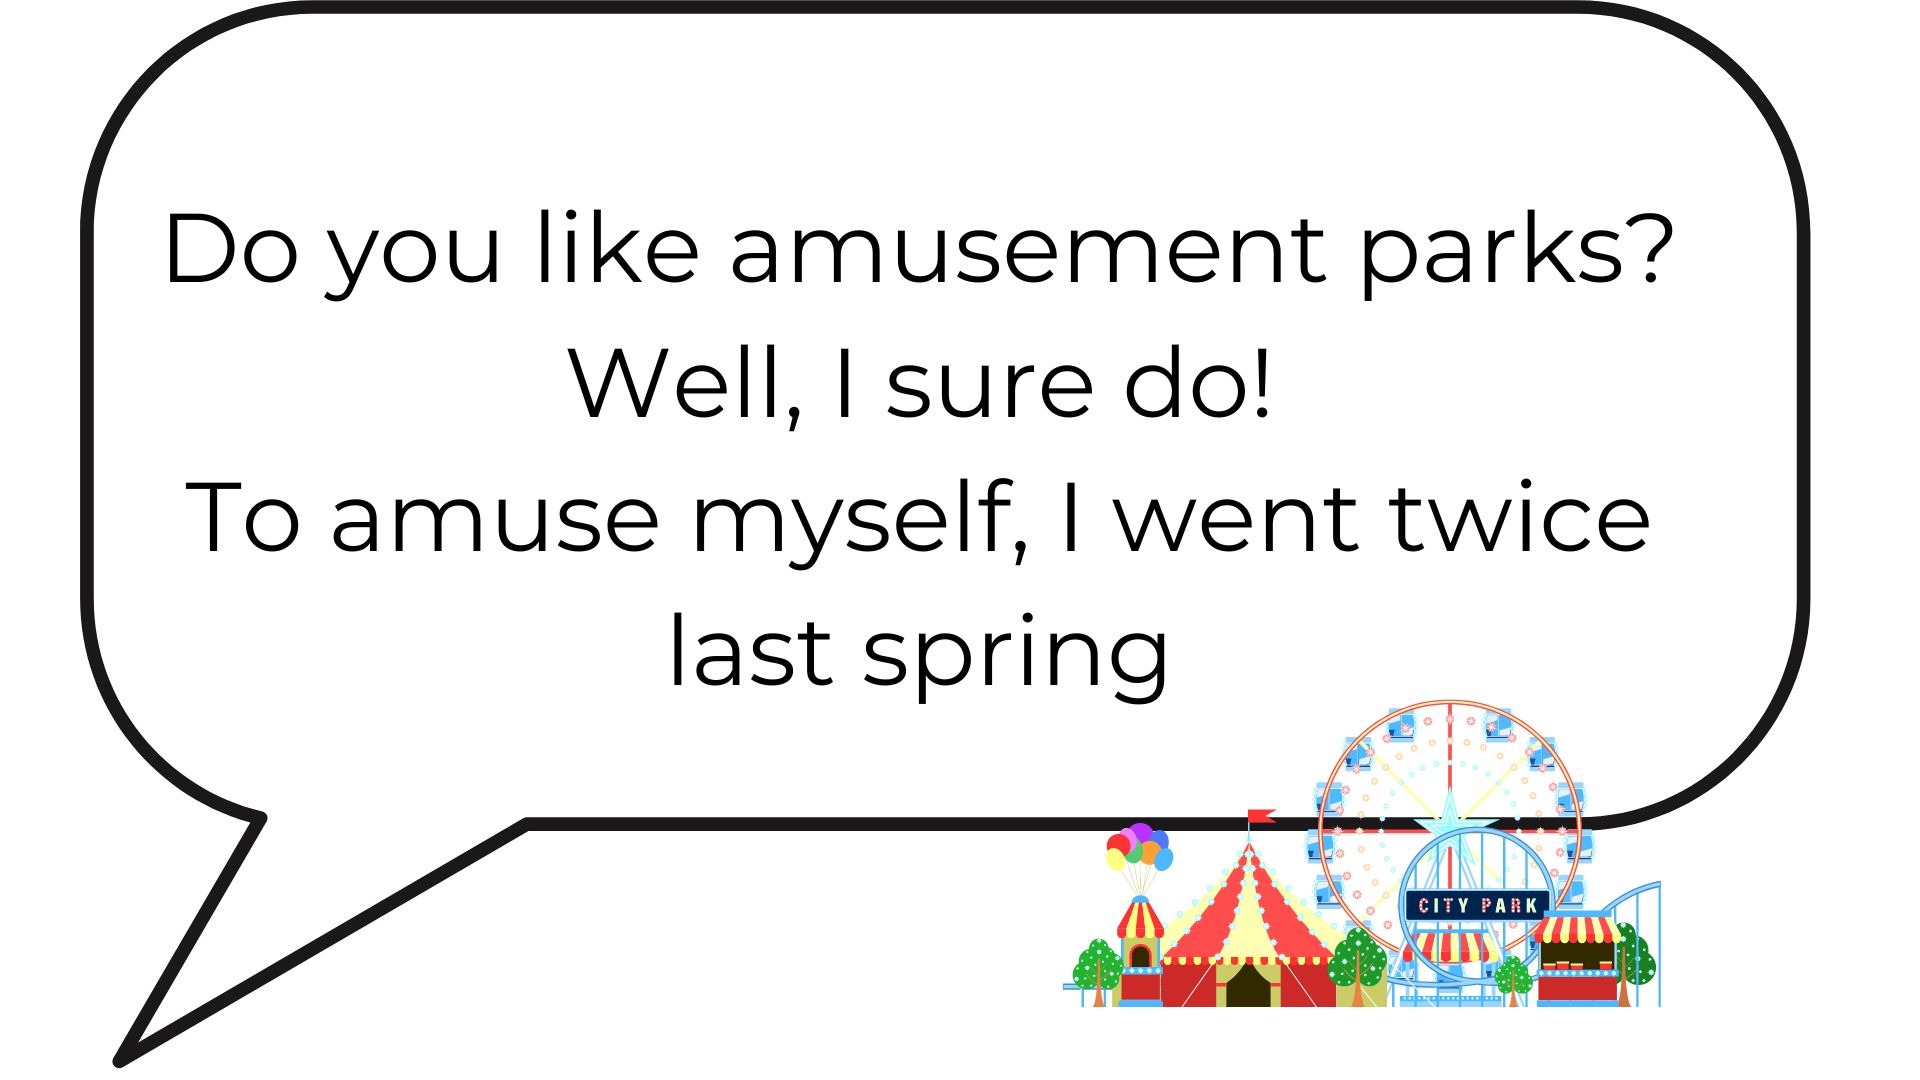 Do you like amusement parks?
Well, I sure do!
To amuse myself, I went twice
last spring
CITY PARK